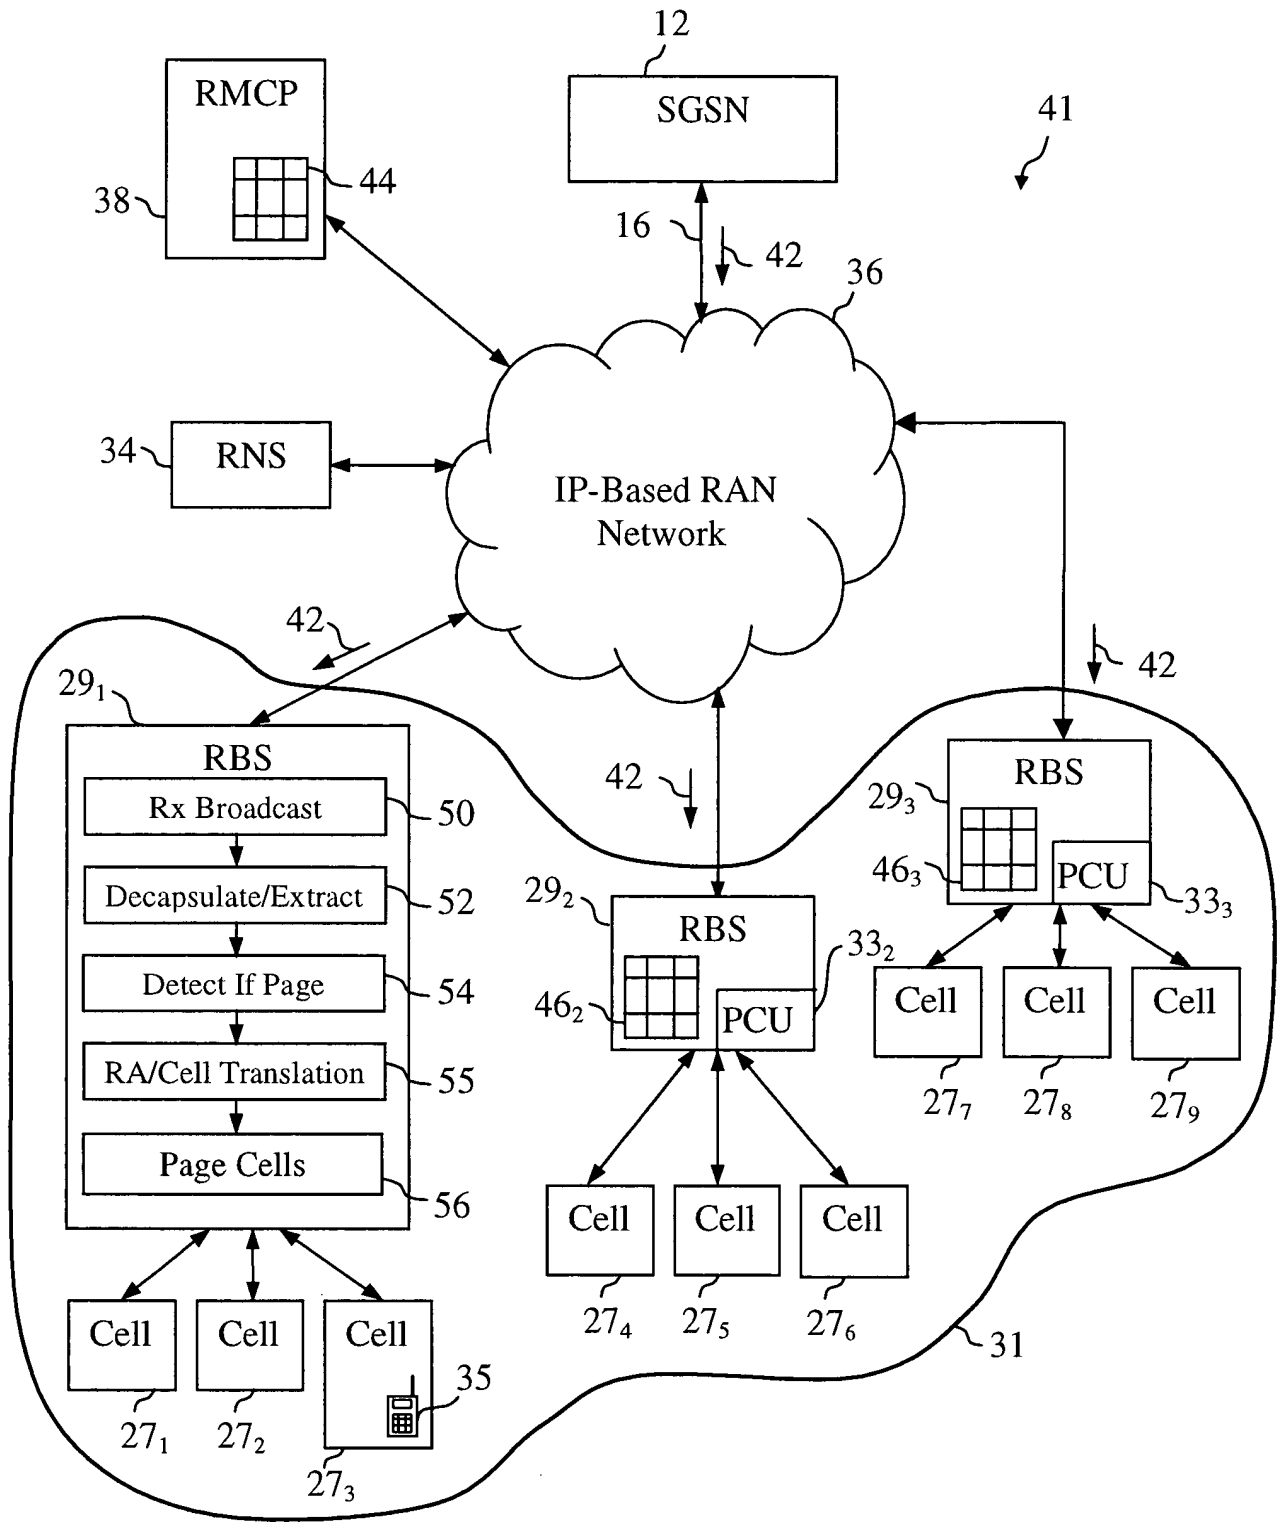 12
RMCP
SGSN
41
44
38
16
42
36
34
RNS
IP-Based RAN
Network
42
42
29₁
RBS
42
RBS
29₃
Rx Broadcast
50
46₃
PCU
33₃
Decapsulate/Extract
52
29₂
RBS
33₂
Detect If Page
54
46₂
PCU
Cell
Cell
Cell
RA/Cell Translation
55
27₇
27₈
27₉
Page Cells
56
Cell
Cell
Cell
27₄
27₅
27₆
Cell
Cell
Cell
31
35
27₁
27₂
27₃